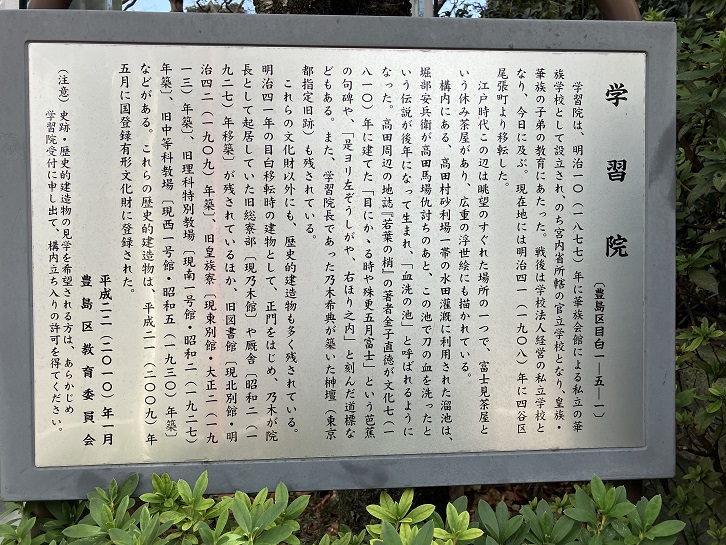 学習院
〔豊島区目白一―五―一〕
学習院は、明治一〇（一八七七）年に華族会館による私立の華
族学校として設立され、のち宮内省所轄の官立学校となり、皇族・
華族の子弟の教育にあたった。戦後は学校法人経営の私立学校と
なり、今日に及ぶ。現在地には明治四一（一九〇八）年に四谷区
尾張町より移転した。
江戸時代この辺は眺望のすぐれた場所の一つで、富士見茶屋と
いう休み茶屋があり、広重の浮世絵にも描かれている。
構内にある、高田村砂利場一帯の水田灌漑に利用された溜池は、
堀部安兵衛が高田馬場仇討ちのあと、この池で刀の血を洗ったと
いう伝説が後年になって生まれ、「血洗の池」と呼ばれるように
なった。高田周辺の地誌『若葉の梢』の著者金子直徳が文化七（一
八一〇）年に建てた「目にかゝる時や殊更五月富士」という芭蕉
の句碑や、「是ヨリ左ぞうしがや、右ほり之内」と刻んだ道標な
どもある。また、学習院長であった乃木希典が築いた榊壇（東京
都指定旧跡）も残されている。
これらの文化財以外にも、歴史的建造物も多く残されている。
明治四一年の目白移転時の建物として、正門をはじめ、乃木が院
長として起居していた旧総寮部〔現乃木館〕や厩舎〔昭和二（一
九二七）年移築〕が残されているほか、旧図書館〔現北別館・明
治四二（一九〇九）年築〕、旧皇族寮〔現東別館・大正二（一九
一三）年築〕、旧理科特別教場〔現南一号館・昭和二（一九二七）
年築〕、旧中等科教場〔現西一号館・昭和五（一九三〇）年築〕
などがある。これらの歴史的建造物は、平成二一（二〇〇九）年
五月に国登録有形文化財に登録された。
平成二二（二〇一〇）年一月
豊島区教育委員会
（注意）史跡・歴史的建造物の見学を希望される方は、あらかじめ
学習院受付に申し出て、構内立ち入りの許可を得てください。